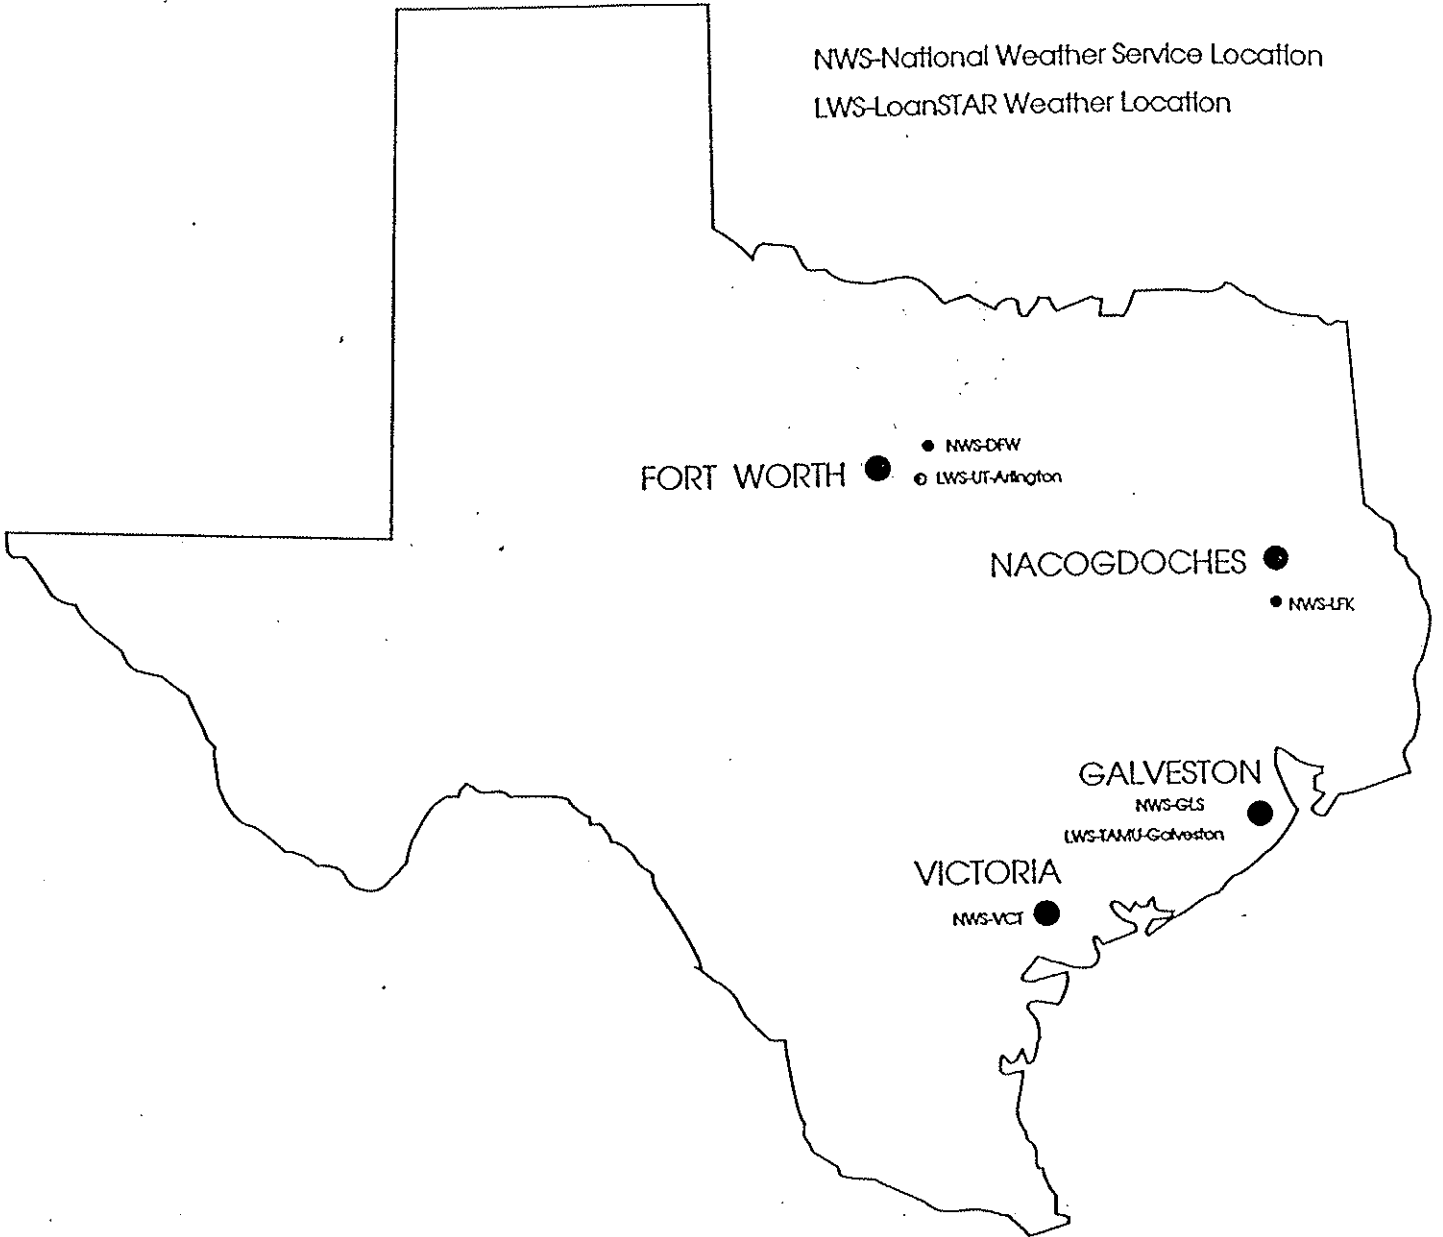 NWS-National Weather Service Location
LWS-LoanSTAR Weather Location
NWS-DFW
FORT WORTH
LWS-UT-Arlington
NACOGDOCHES
NWS-LFK
GALVESTON
NWS-GLS
LWS-TAMU-Galveston
VICTORIA
NWS-VCT